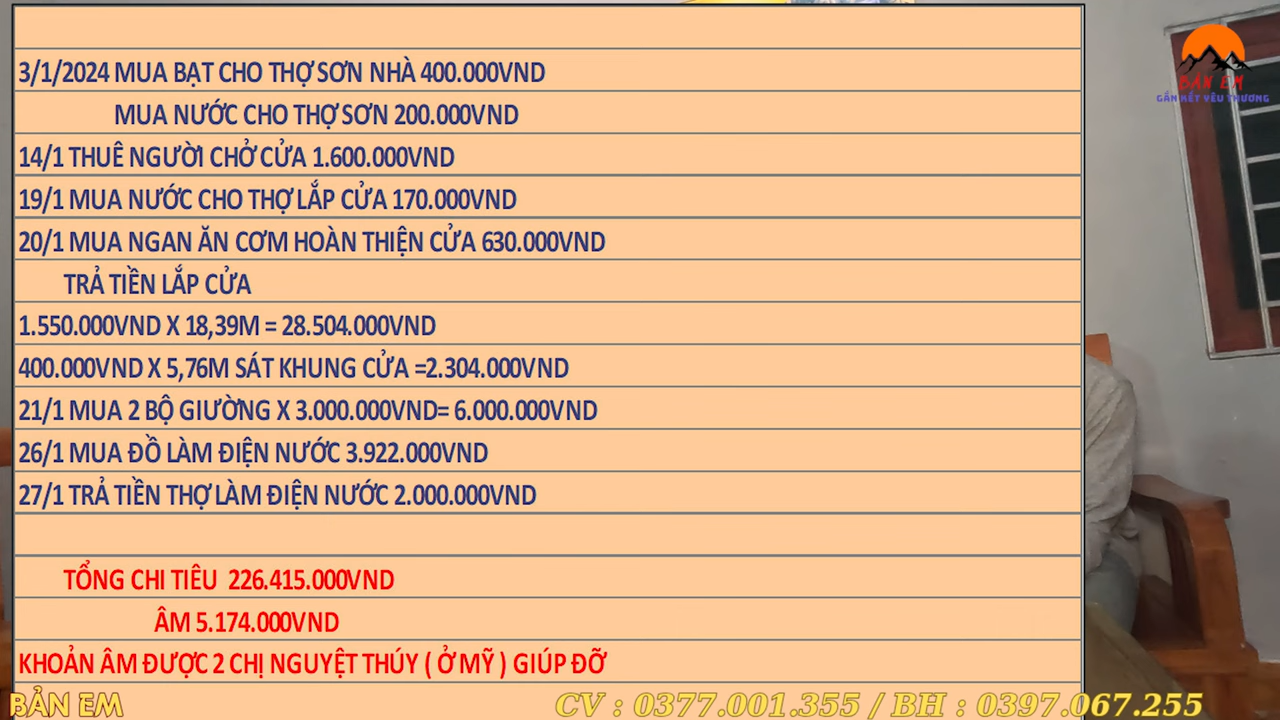 3/1/2024 MUA BẠT CHO THỢ SƠN NHÀ 400.000VND
MUA NƯỚC CHO THỢ SƠN 200.000VND
14/1 THUÊ NGƯỜI CHỞ CỬA 1.600.000VND
19/1 MUA NƯỚC CHO THỢ LẮP CỬA 170.000VND
20/1 MUA NGAN ĂN CƠM HOÀN THIỆN CỬA 630.000VND
TRẢ TIỀN LẮP CỬA
1.550.000VND X 18,39M = 28.504.000VND
400.000VND X 5,76M SÁT KHUNG CỬA =2.304.000VND
21/1 MUA 2 BỘ GIƯỜNG X 3.000.000VND= 6.000.000VND
26/1 MUA ĐỒ LÀM ĐIỆN NƯỚC 3.922.000VND
27/1 TRẢ TIỀN THỢ LÀM ĐIỆN NƯỚC 2.000.000VND
TỔNG CHI TIÊU 226.415.000VND
ÂM 5.174.000VND
KHOẢN ÂM ĐƯỢC 2 CHỊ NGUYỆT THÚY ( Ở MỸ ) GIÚP ĐỠ
BẢN EM
GẮN KẾT YÊU THƯƠNG
BẢN EM
CV : 0377.001.355 / BH : 0397.067.255